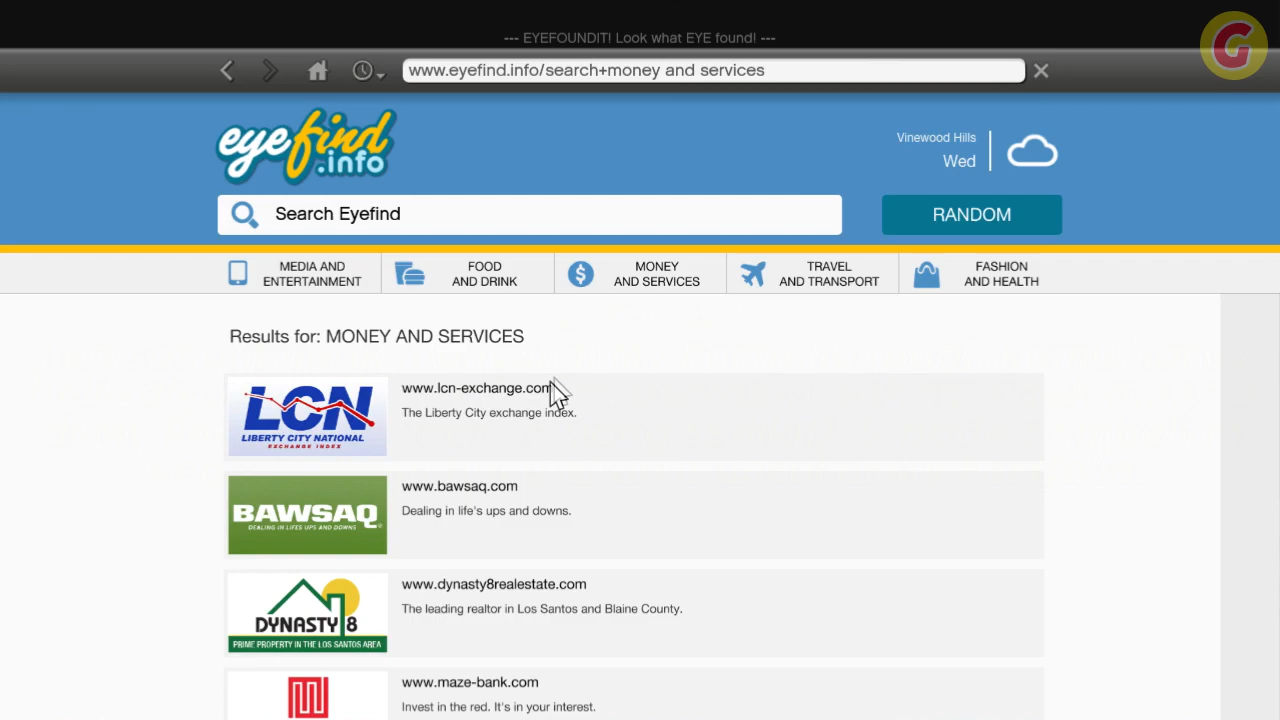 --- EYEFOUNDIT! Look what EYE found! ---
G
www.eyefind.info/search+money and services
eyefind
.info
Vinewood Hills
Wed
Search Eyefind
RANDOM
MEDIA AND
ENTERTAINMENT
FOOD
AND DRINK
MONEY
AND SERVICES
TRAVEL
AND TRANSPORT
FASHION
AND HEALTH
Results for: MONEY AND SERVICES
LCN
LIBERTY CITY NATIONAL
EXCHANGE INDEX
www.lcn-exchange.com
The Liberty City exchange index.
BAWSAQ
DEALING IN LIFES UPS AND DOWNS
www.bawsaq.com
Dealing in life's ups and downs.
DYNASTY 8
PRIME PROPERTY IN THE LOS SANTOS AREA
www.dynasty8realestate.com
The leading realtor in Los Santos and Blaine County.
www.maze-bank.com
Invest in the red. It's in your interest.